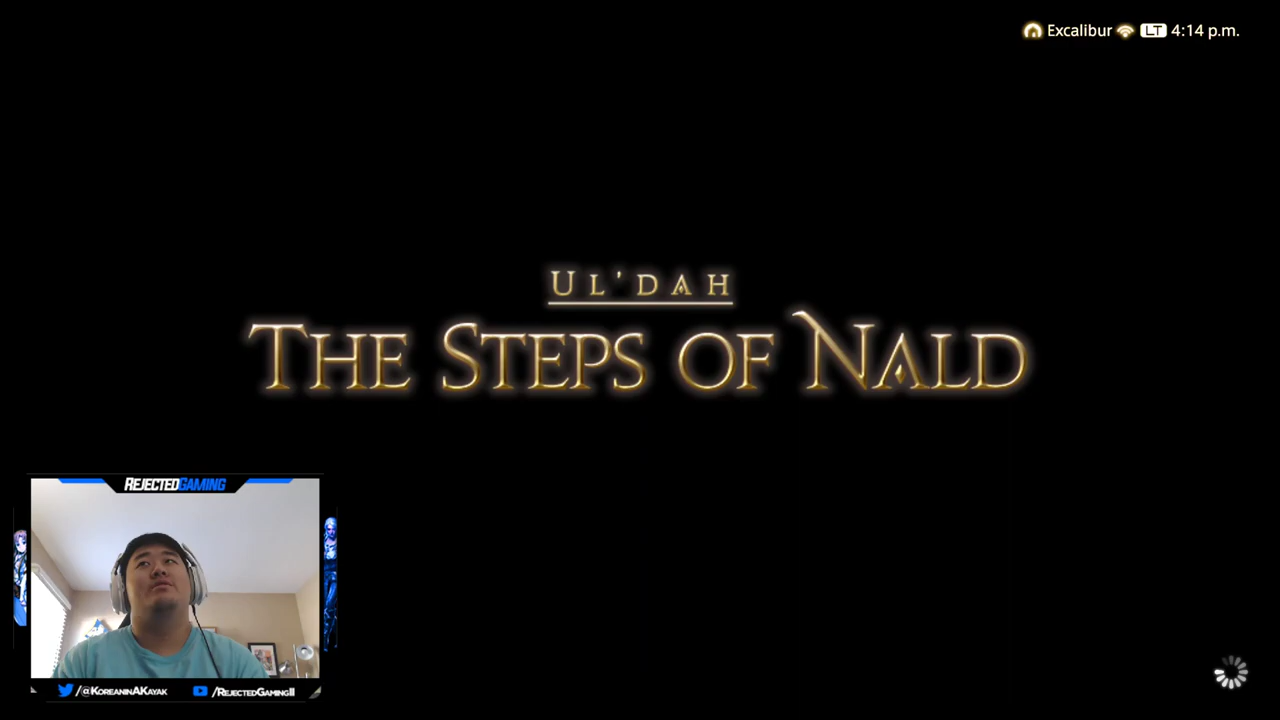 Excalibur LT 4:14 p.m.
UL'DAH
THE STEPS OF NALD
REJECTEDGAMING
/@KOREANINAKAYAK /REJECTEDGAMINGII